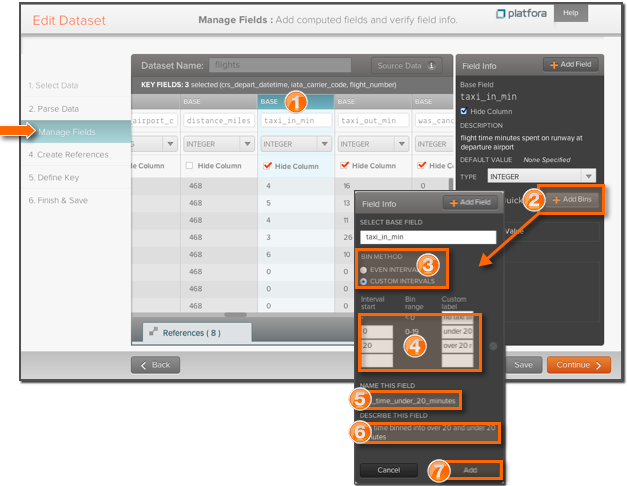 Edit Dataset
Manage Fields : Add computed fields and verify field info.
platfora
Help
1. Select Data
2. Parse Data
Manage Fields
4. Create References
5. Define Key
6. Finish & Save
Dataset Name: flights
Source Data 1
KEY FIELDS: 3 selected (crs_depart_datetime, iata_carrier_code, flight_number)
BASE BASE BASE BASE
1
airport_c distance_miles taxi_in_min taxi_out_min was_canc
INTEGER INTEGER INTEGER INTEGER
de Column Hide Column Hide Column Hide Column Hide
468 4 16 0
468 5 13
468 4 11
468 3 26
468 6 10
468 0 0
468 0 0
468 0 0
References ( 8 )
Back
Save
Continue
Field Info
+ Add Field
Base Field
taxi_in_min
Hide Column
DESCRIPTION
flight time minutes spent on runway at
departure airport
DEFAULT VALUE None Specified
TYPE INTEGER
2
+ Add Bins
Value
Field Info
+ Add Field
SELECT BASE FIELD
taxi_in_min
BIN METHOD
3
EVEN INTERVA
CUSTOM INTERVALS
Interval
start
Bin
range
Custom
label
<0
0 0-19 under 20
20 over 20 r
4
NAME THIS FIELD
5
_time_under_20_minutes
DESCRIBE THIS FIELD
6
time binned into over 20 and under 20
nutes
Cancel
7
Add